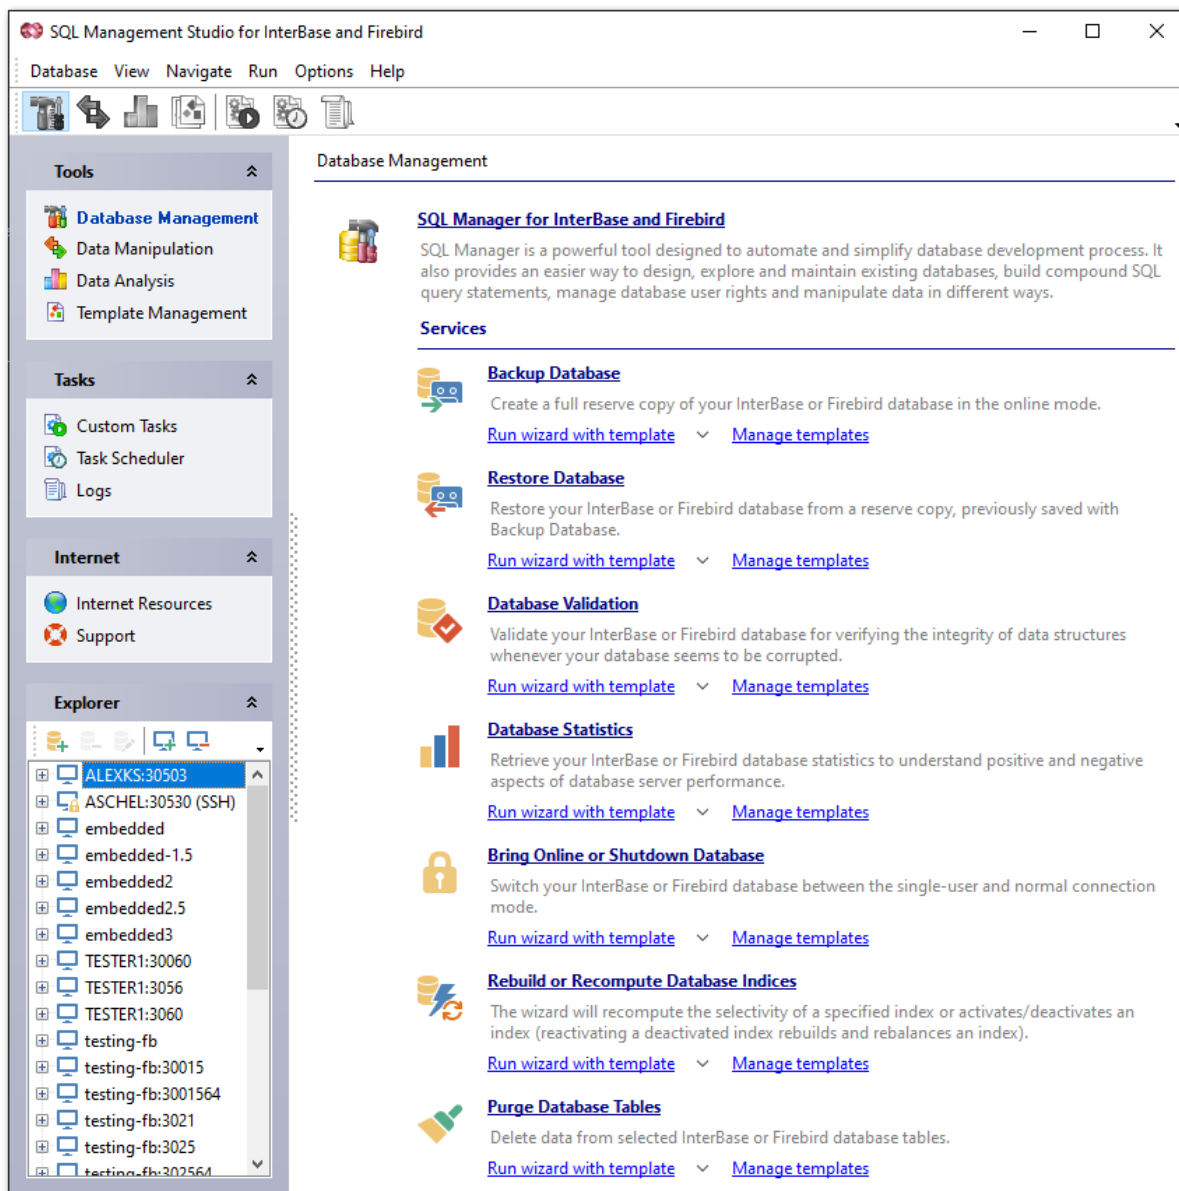 SQL Management Studio for InterBase and Firebird
Database View Navigate Run Options Help
Tools
Database Management
Data Manipulation
Data Analysis
Template Management
Tasks
Custom Tasks
Task Scheduler
Logs
Internet
Internet Resources
Support
Explorer
ALEXKS:30503
ASCHEL:30530 (SSH)
embedded
embedded-1.5
embedded2
embedded2.5
embedded3
TESTER1:30060
TESTER1:3056
TESTER1:3060
testing-fb
testing-fb:30015
testing-fb:3001564
testing-fb:3021
testing-fb:3025
testing-fb:302564
Database Management
SQL Manager for InterBase and Firebird
SQL Manager is a powerful tool designed to automate and simplify database development process. It
also provides an easier way to design, explore and maintain existing databases, build compound SQL
query statements, manage database user rights and manipulate data in different ways.
Services
Backup Database
Create a full reserve copy of your InterBase or Firebird database in the online mode.
Run wizard with template Manage templates
Restore Database
Restore your InterBase or Firebird database from a reserve copy, previously saved with
Backup Database.
Run wizard with template Manage templates
Database Validation
Validate your InterBase or Firebird database for verifying the integrity of data structures
whenever your database seems to be corrupted.
Run wizard with template Manage templates
Database Statistics
Retrieve your InterBase or Firebird database statistics to understand positive and negative
aspects of database server performance.
Run wizard with template Manage templates
Bring Online or Shutdown Database
Switch your InterBase or Firebird database between the single-user and normal connection
mode.
Run wizard with template Manage templates
Rebuild or Recompute Database Indices
The wizard will recompute the selectivity of a specified index or activates/deactivates an
index (reactivating a deactivated index rebuilds and rebalances an index).
Run wizard with template Manage templates
Purge Database Tables
Delete data from selected InterBase or Firebird database tables.
Run wizard with template Manage templates